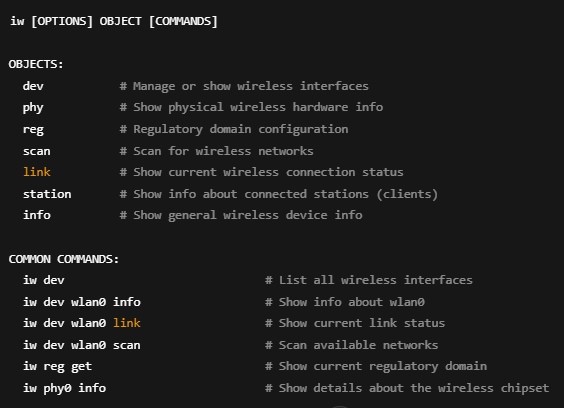 iw [OPTIONS] OBJECT [COMMANDS]
OBJECTS:
dev # Manage or show wireless interfaces
phy # Show physical wireless hardware info
reg # Regulatory domain configuration
scan # Scan for wireless networks
link # Show current wireless connection status
station # Show info about connected stations (clients)
info # Show general wireless device info
COMMON COMMANDS:
iw dev # List all wireless interfaces
iw dev wlan0 info # Show info about wlan0
iw dev wlan0 link # Show current link status
iw dev wlan0 scan # Scan available networks
iw reg get # Show current regulatory domain
iw phy0 info # Show details about the wireless chipset